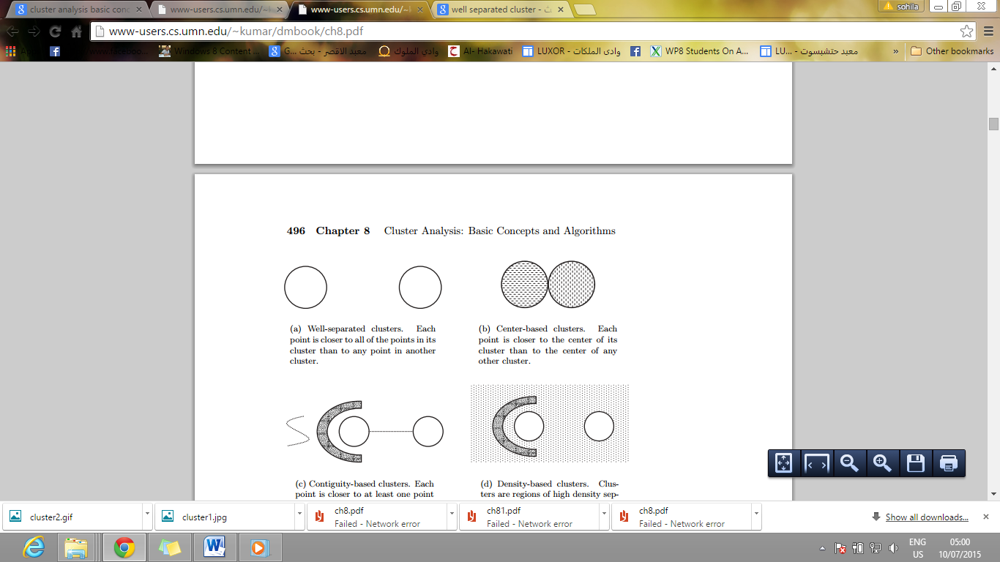 cluster analysis basic conc
www-users.cs.umn.edu/~k
www-users.cs.umn.edu/~k
well separated cluster - بحث
sohila
www-users.cs.umn.edu/~kumar/dmbook/ch8.pdf
Windows 8 Content ...
G... معبد الاقصر - بحث
وادى الملوك
Al- Hakawati
LUXOR - وادى الملكات
WP8 Students On A...
LU... - معبد حتشبسوت
»
Other bookmarks
496 Chapter 8 Cluster Analysis: Basic Concepts and Algorithms
(a) Well-separated clusters. Each
point is closer to all of the points in its
cluster than to any point in another
cluster.
(b) Center-based clusters. Each
point is closer to the center of its
cluster than to the center of any
other cluster.
(c) Contiguity-based clusters. Each
point is closer to at least one point
(d) Density-based clusters. Clus-
ters are regions of high density sep-
cluster2.gif
cluster1.jpg
ch8.pdf
Failed - Network error
ch81.pdf
Failed - Network error
ch8.pdf
Failed - Network error
Show all downloads...
ENG
US
05:00
10/07/2015